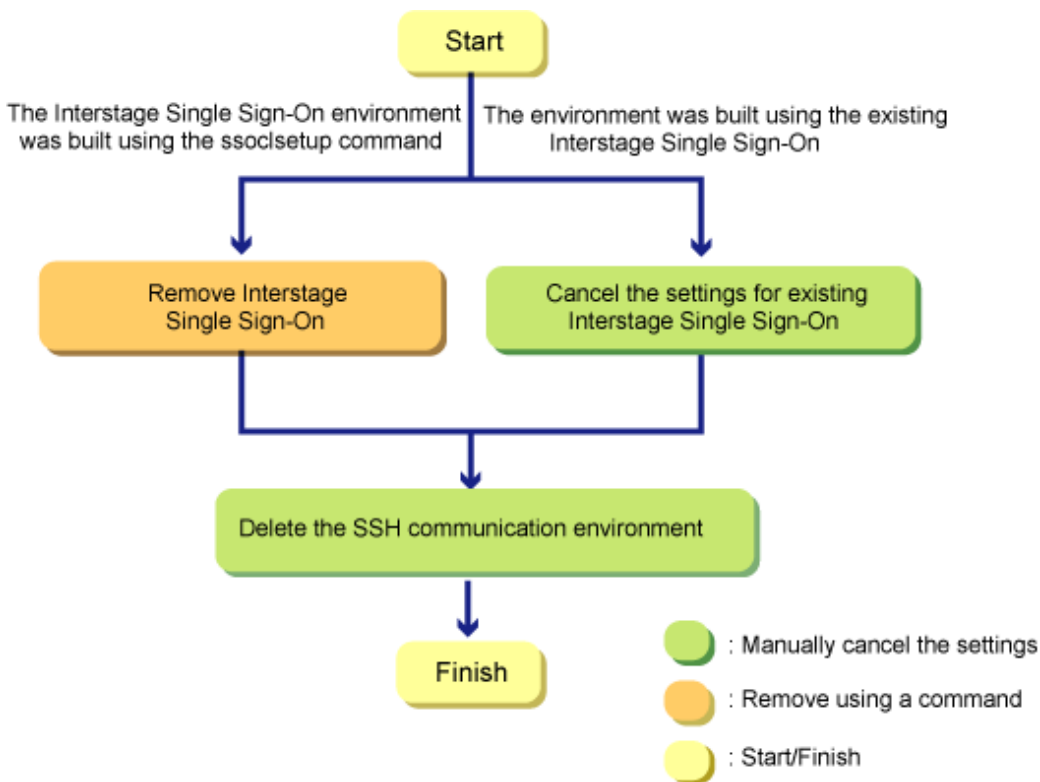 Start
The Interstage Single Sign-On environment
was built using the ssoclsetup command
The environment was built using the existing
Interstage Single Sign-On
Remove Interstage
Single Sign-On
Cancel the settings for existing
Interstage Single Sign-On
Delete the SSH communication environment
Finish
: Manually cancel the settings
: Remove using a command
: Start/Finish